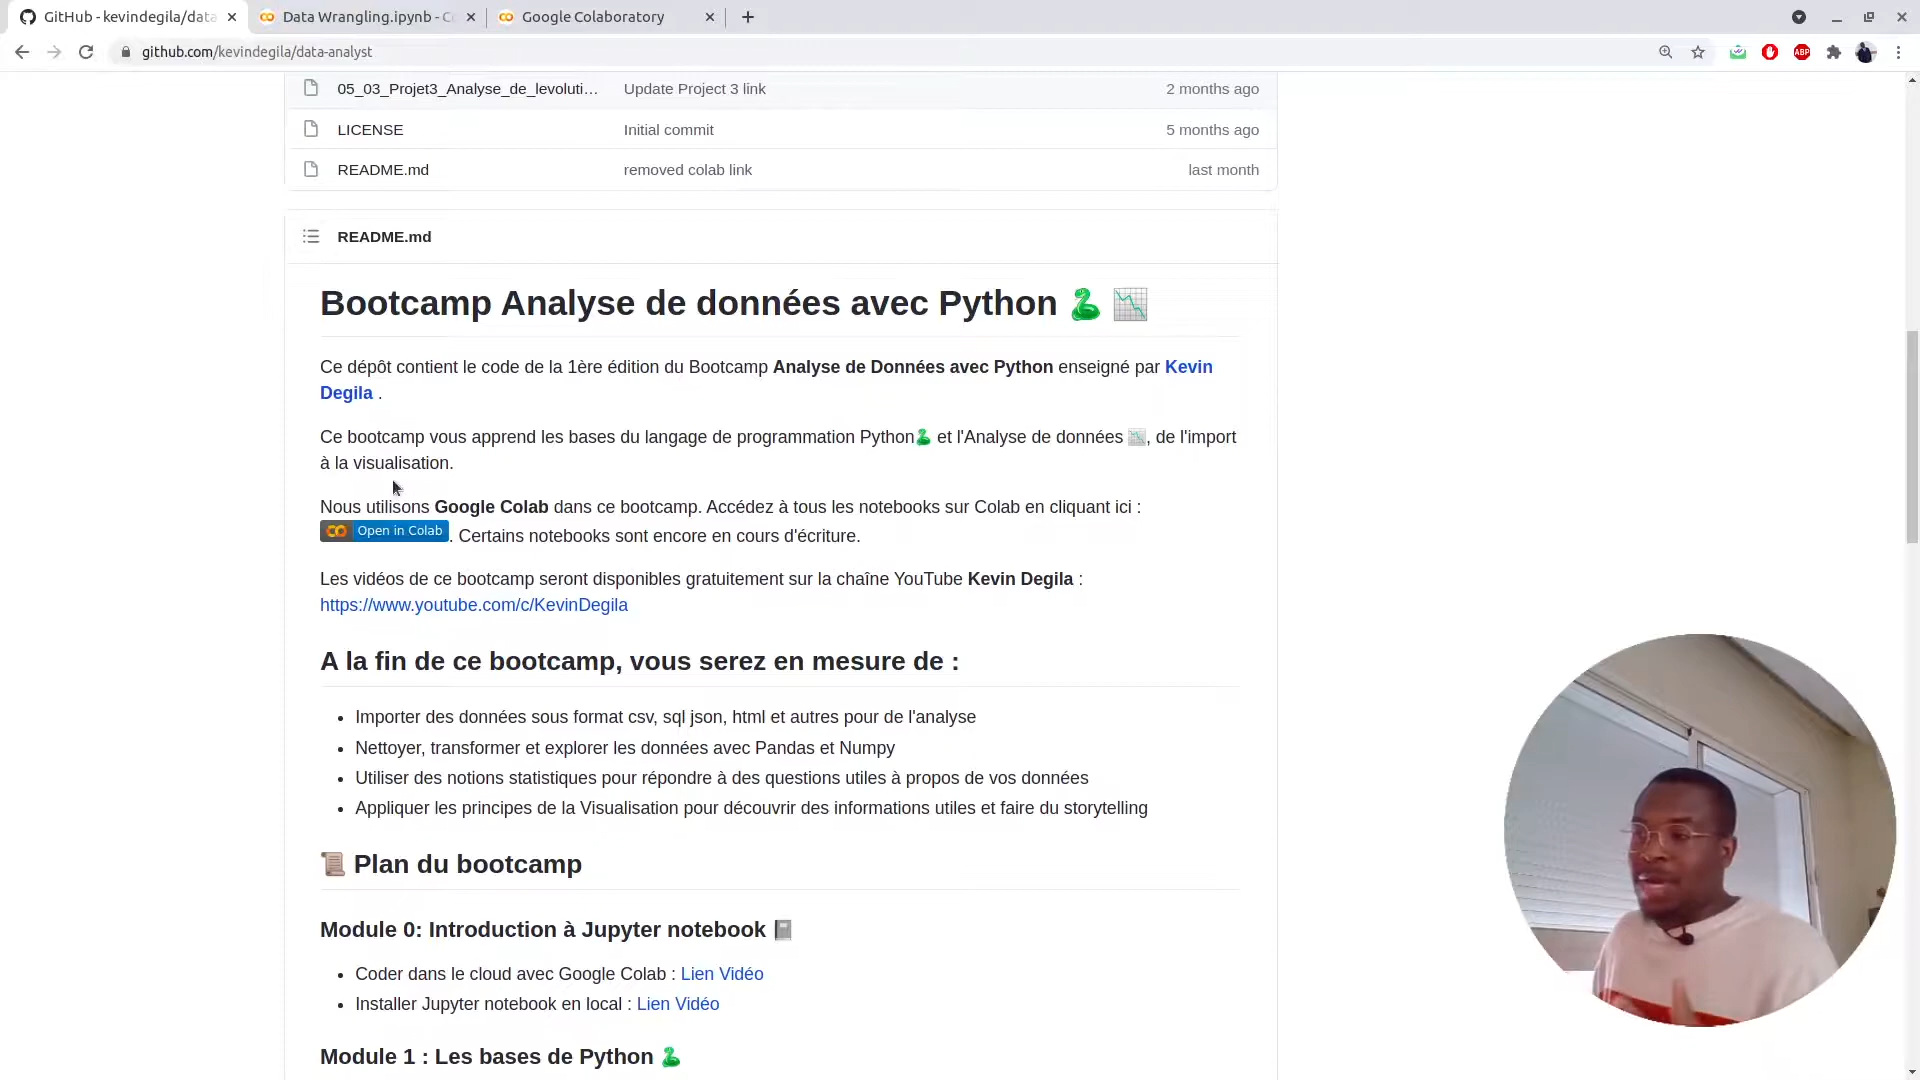 GitHub - kevindegila/data
Data Wrangling.ipynb - C
Google Colaboratory
github.com/kevindegila/data-analyst
ABP
05_03_Projet3_Analyse_de_levoluti… Update Project 3 link 2 months ago
LICENSE Initial commit 5 months ago
README.md removed colab link last month
README.md
Bootcamp Analyse de données avec Python 🐍 📉
Ce dépôt contient le code de la 1ère édition du Bootcamp Analyse de Données avec Python enseigné par Kevin
Degila .
Ce bootcamp vous apprend les bases du langage de programmation Python🐍 et l'Analyse de données 📉, de l'import
à la visualisation.
Nous utilisons Google Colab dans ce bootcamp. Accédez à tous les notebooks sur Colab en cliquant ici :
Open in Colab. Certains notebooks sont encore en cours d'écriture.
Les vidéos de ce bootcamp seront disponibles gratuitement sur la chaîne YouTube Kevin Degila :
https://www.youtube.com/c/KevinDegila
A la fin de ce bootcamp, vous serez en mesure de :
• Importer des données sous format csv, sql json, html et autres pour de l'analyse
• Nettoyer, transformer et explorer les données avec Pandas et Numpy
• Utiliser des notions statistiques pour répondre à des questions utiles à propos de vos données
• Appliquer les principes de la Visualisation pour découvrir des informations utiles et faire du storytelling
📜 Plan du bootcamp
Module 0: Introduction à Jupyter notebook 📓
• Coder dans le cloud avec Google Colab : Lien Vidéo
• Installer Jupyter notebook en local : Lien Vidéo
Module 1 : Les bases de Python 🐍